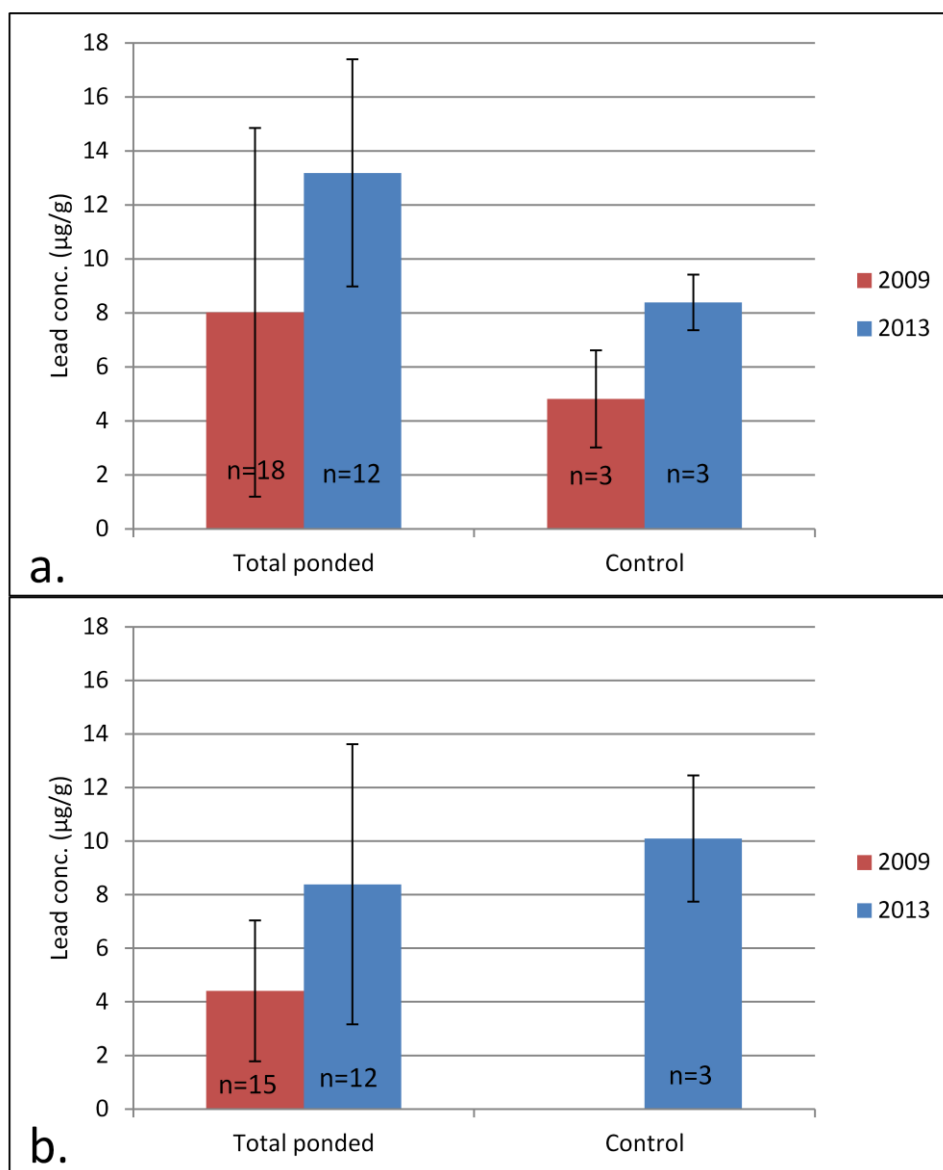 18
16
14
12
10
8
6
4
2
0
Lead conc. (µg/g)
n=18
n=12
n=3
n=3
Total ponded
Control
2009
2013
a.
18
16
14
12
10
8
6
4
2
0
Lead conc. (µg/g)
n=15
n=12
n=3
Total ponded
Control
2009
2013
b.